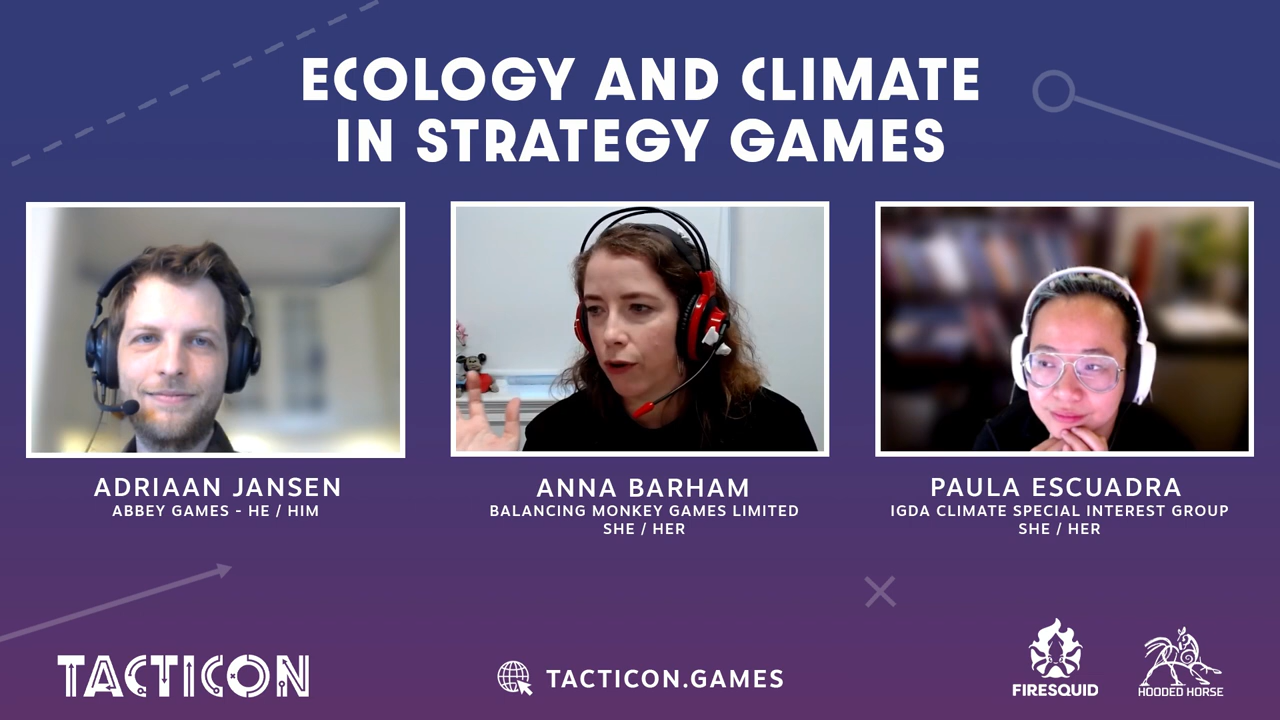 ECOLOGY AND CLIMATE
IN STRATEGY GAMES
ADRIAAN JANSEN
ABBEY GAMES - HE / HIM
ANNA BARHAM
BALANCING MONKEY GAMES LIMITED
SHE / HER
PAULA ESCUADRA
IGDA CLIMATE SPECIAL INTEREST GROUP
SHE / HER
TACTICON
TACTICON.GAMES
FIRESQUID
HOODED HORSE